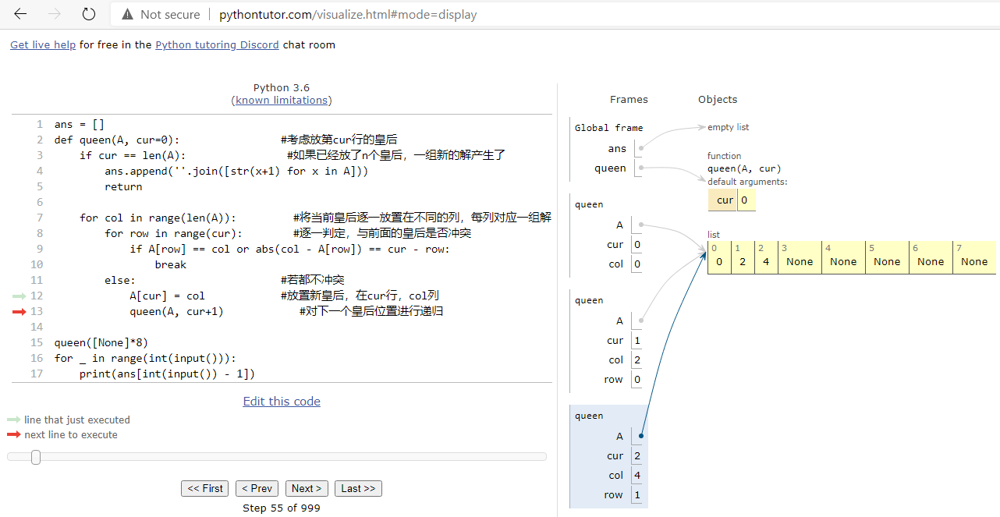 Not secure | pythontutor.com/visualize.html#mode=display
Get live help for free in the Python tutoring Discord chat room
Python 3.6
(known limitations)
1 ans = []
2 def queen(A, cur=0): #考虑放第cur行的皇后
3 if cur == len(A): #如果已经放了n个皇后，一组新的解产生了
4 ans.append(''.join([str(x+1) for x in A]))
5 return
6
7 for col in range(len(A)): #将当前皇后逐一放置在不同的列，每列对应一组解
8 for row in range(cur): #逐一判定，与前面的皇后是否冲突
9 if A[row] == col or abs(col - A[row]) == cur - row:
10 break
11 else: #若都不冲突
12 A[cur] = col #放置新皇后，在cur行，col列
13 queen(A, cur+1) #对下一个皇后位置进行递归
14
15 queen([None]*8)
16 for _ in range(int(input())):
17 print(ans[int(input()) - 1])
Edit this code
line that just executed
next line to execute
<< First < Prev Next > Last >>
Step 55 of 999
Frames Objects
Global frame
ans
queen
empty list
function
queen(A, cur)
default arguments:
cur 0
queen
A
cur 0
col 0
list
0 1 2 3 4 5 6 7
0 2 4 None None None None None
queen
A
cur 1
col 2
row 0
queen
A
cur 2
col 4
row 1